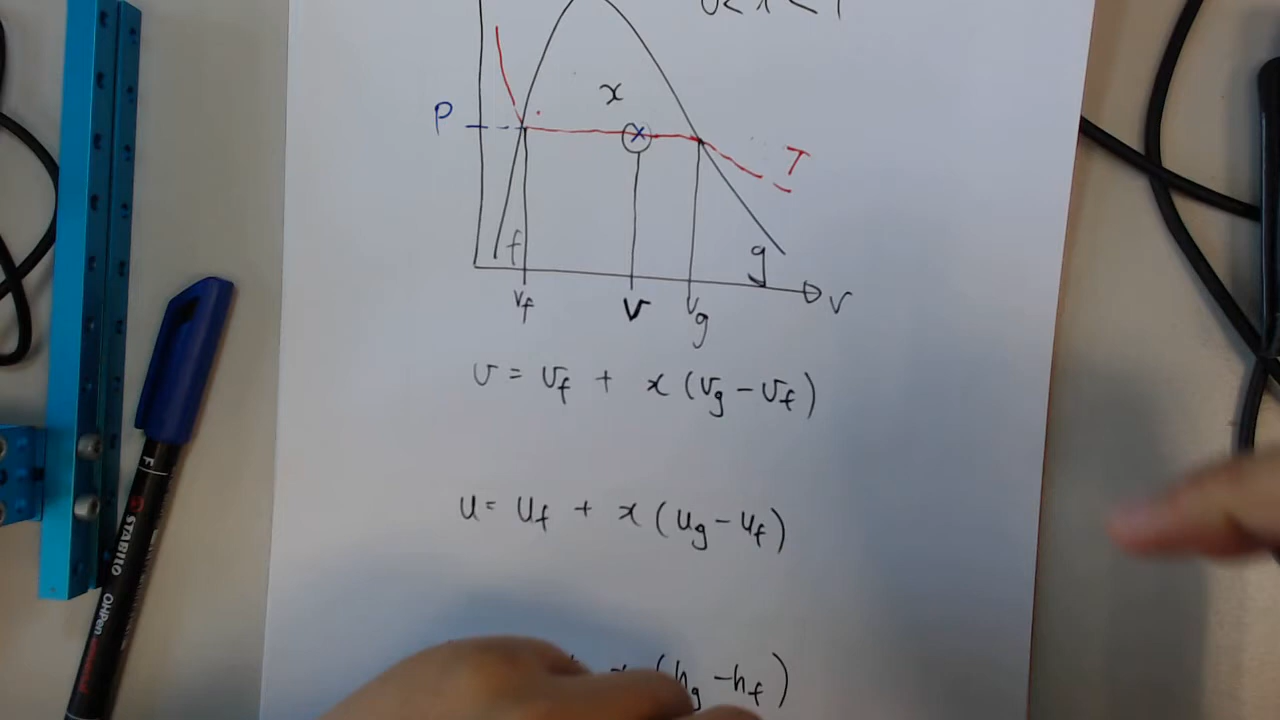 0 < x < 1
x
P
T
f
g
vf
v
vg
v
v = vf + x (vg - vf)
u = uf + x (ug - uf)
x (hg - hf)
F
STABILO
OHPen